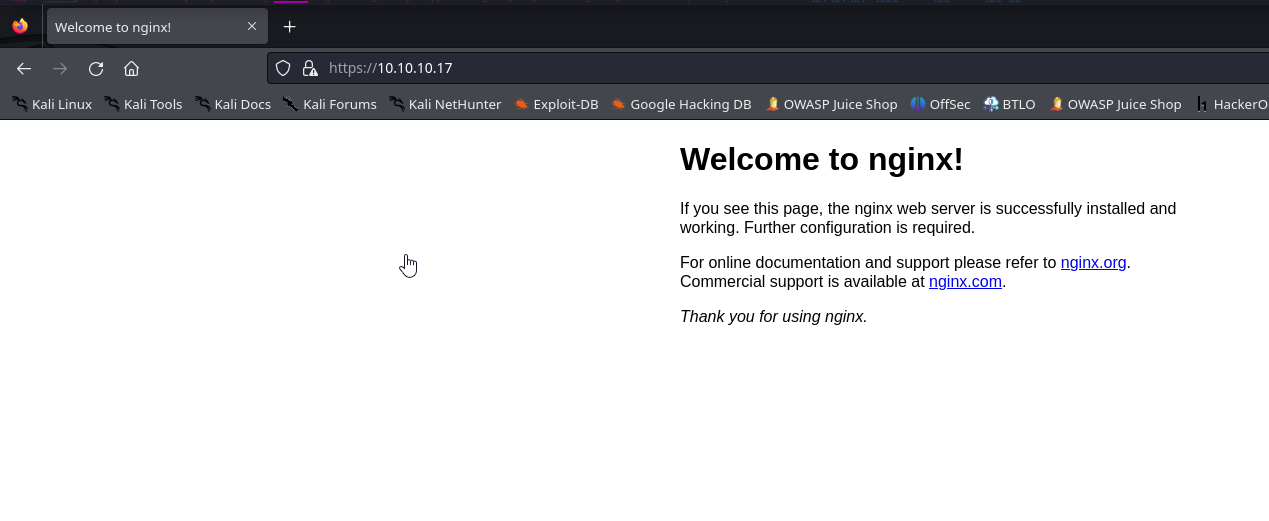 Welcome to nginx!
https://10.10.10.17
Kali Linux Kali Tools Kali Docs Kali Forums Kali NetHunter Exploit-DB Google Hacking DB OWASP Juice Shop OffSec BTLO OWASP Juice Shop HackerO
Welcome to nginx!
If you see this page, the nginx web server is successfully installed and
working. Further configuration is required.
For online documentation and support please refer to nginx.org.
Commercial support is available at nginx.com.
Thank you for using nginx.